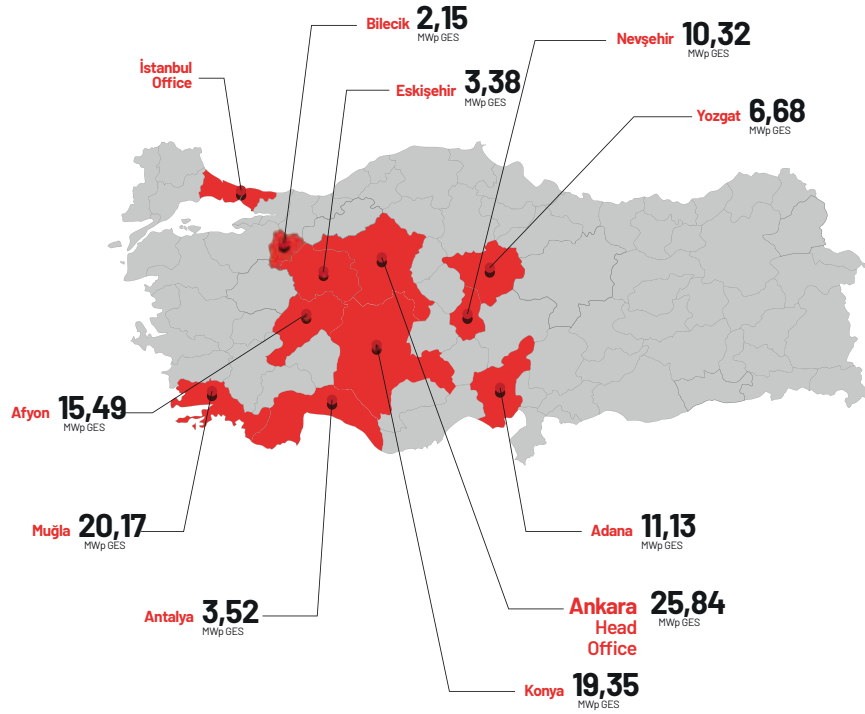 Bilecik 2,15
MWp GES
Nevşehir 10,32
MWp GES
İstanbul
Office
Eskişehir 3,38
MWp GES
Yozgat 6,68
MWp GES
Afyon 15,49
MWp GES
Muğla 20,17
MWp GES
Adana 11,13
MWp GES
Antalya 3,52
MWp GES
Ankara 25,84
MWp GES
Head
Office
Konya 19,35
MWp GES